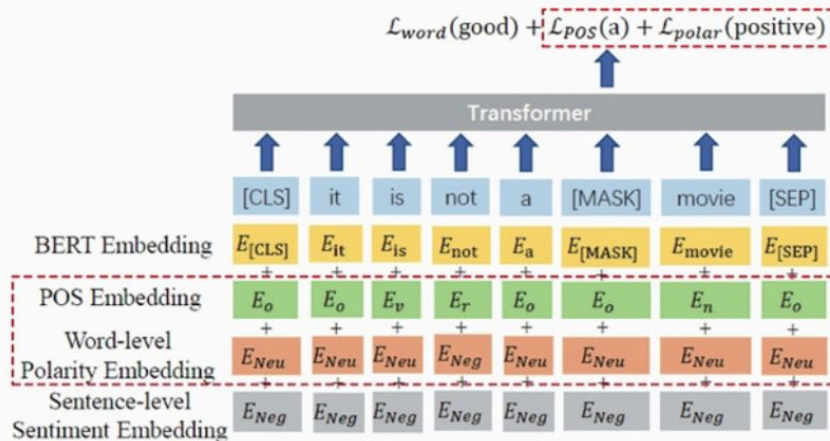 ℒ_word(good) + ℒ_POS(a) + ℒ_polar(positive)
Transformer
[CLS] it is not a [MASK] movie [SEP]
BERT Embedding E_[CLS] E_it E_is E_not E_a E_[MASK] E_movie E_[SEP]
+ + + + + + + +
POS Embedding E_o E_o E_v E_r E_o E_o E_n E_o
+ + + + + + + +
Word-level
Polarity Embedding E_Neu E_Neu E_Neu E_Neg E_Neu E_Neu E_Neu E_Neu
+ + + + + + + +
Sentence-level
Sentiment Embedding E_Neg E_Neg E_Neg E_Neg E_Neg E_Neg E_Neg E_Neg